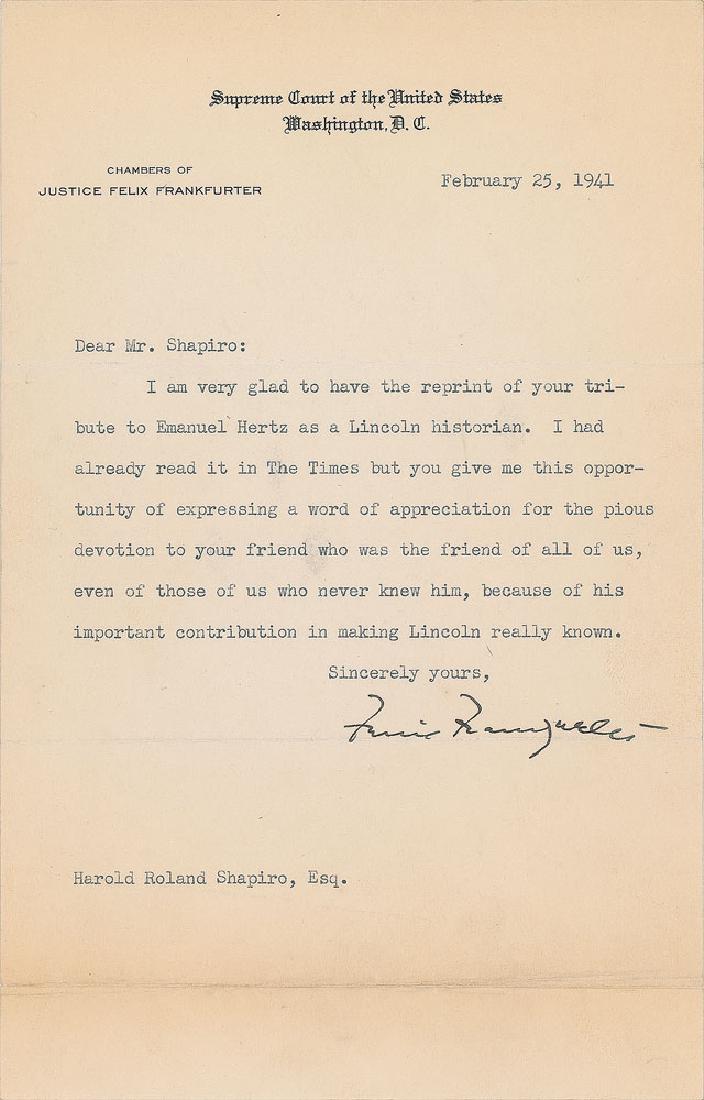 Supreme Court of the United States
Washington, D. C.
CHAMBERS OF
JUSTICE FELIX FRANKFURTER
February 25, 1941
Dear Mr. Shapiro:
I am very glad to have the reprint of your tri-
bute to Emanuel Hertz as a Lincoln historian. I had
already read it in The Times but you give me this oppor-
tunity of expressing a word of appreciation for the pious
devotion to your friend who was the friend of all of us,
even of those of us who never knew him, because of his
important contribution in making Lincoln really known.
Sincerely yours,
Felix Frankfurter
Harold Roland Shapiro, Esq.